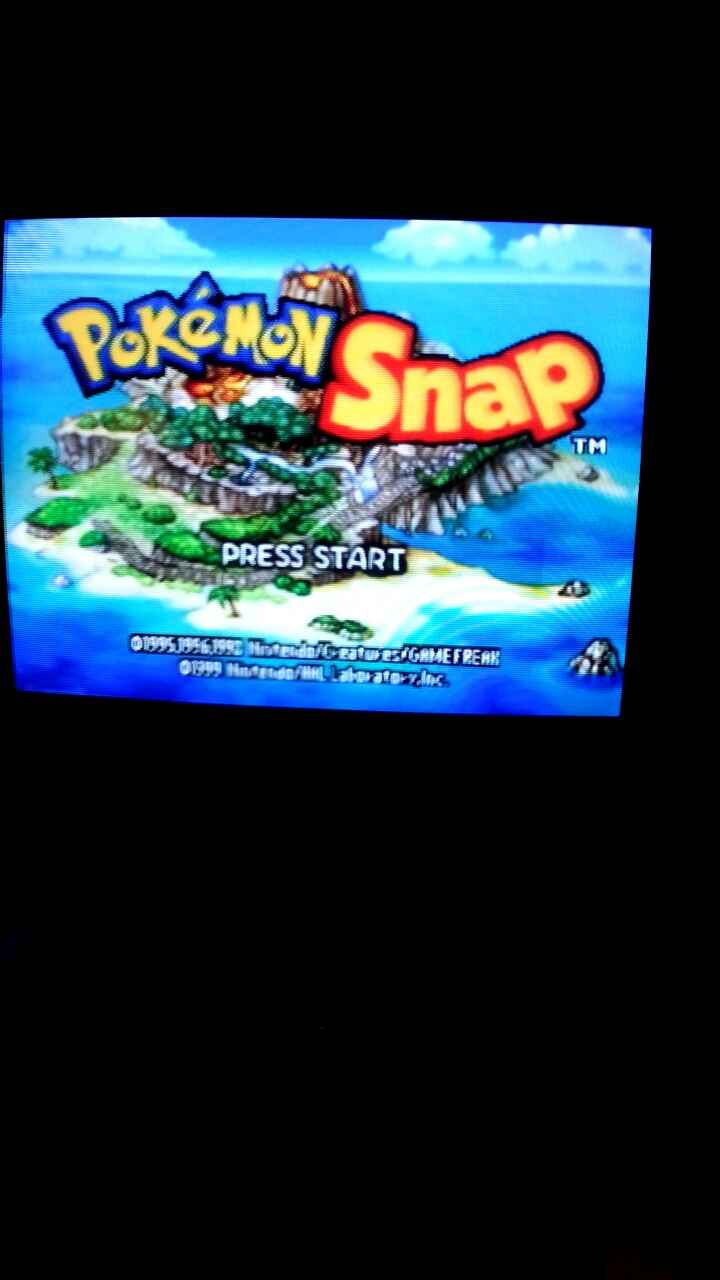 POKéMON Snap
TM
PRESS START
©1995,1996,1998 Nintendo/Creatures/GAMEFREAK
©1999 Nintendo/HAL Laboratory,Inc.